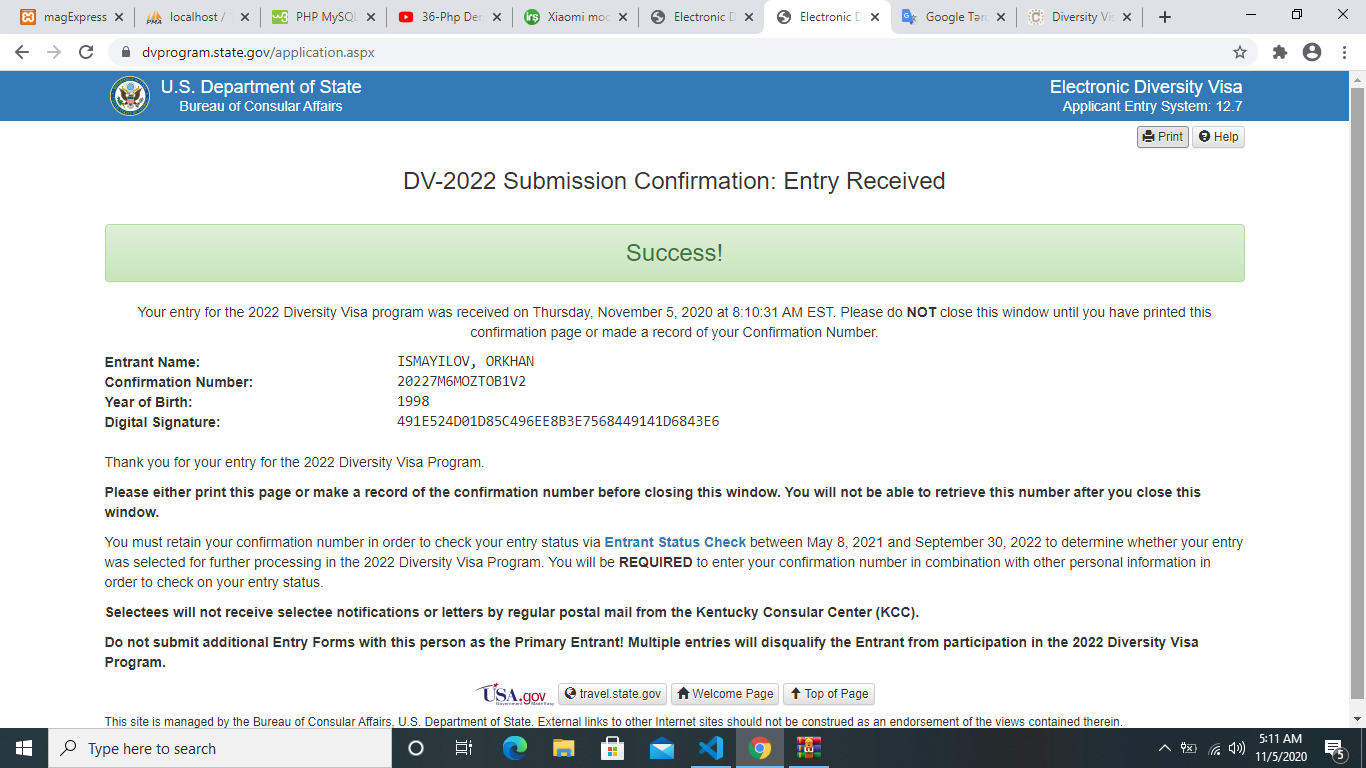 magExpress
localhost /
PHP MySQL
36-Php Der
Xiaomi moc
Electronic D
Electronic D
Google Tərc
Diversity Vis
dvprogram.state.gov/application.aspx
U.S. Department of State
Bureau of Consular Affairs
Electronic Diversity Visa
Applicant Entry System: 12.7
Print
Help
DV-2022 Submission Confirmation: Entry Received
Success!
Your entry for the 2022 Diversity Visa program was received on Thursday, November 5, 2020 at 8:10:31 AM EST. Please do NOT close this window until you have printed this
confirmation page or made a record of your Confirmation Number.
Entrant Name: ISMAYILOV, ORKHAN
Confirmation Number: 20227M6MOZTOB1V2
Year of Birth: 1998
Digital Signature: 491E524D01D85C496EE8B3E7568449141D6843E6
Thank you for your entry for the 2022 Diversity Visa Program.
Please either print this page or make a record of the confirmation number before closing this window. You will not be able to retrieve this number after you close this
window.
You must retain your confirmation number in order to check your entry status via Entrant Status Check between May 8, 2021 and September 30, 2022 to determine whether your entry
was selected for further processing in the 2022 Diversity Visa Program. You will be REQUIRED to enter your confirmation number in combination with other personal information in
order to check on your entry status.
Selectees will not receive selectee notifications or letters by regular postal mail from the Kentucky Consular Center (KCC).
Do not submit additional Entry Forms with this person as the Primary Entrant! Multiple entries will disqualify the Entrant from participation in the 2022 Diversity Visa
Program.
USA.gov
Government Made Easy
travel.state.gov
Welcome Page
Top of Page
This site is managed by the Bureau of Consular Affairs, U.S. Department of State. External links to other Internet sites should not be construed as an endorsement of the views contained therein.
Type here to search
5:11 AM
11/5/2020
5